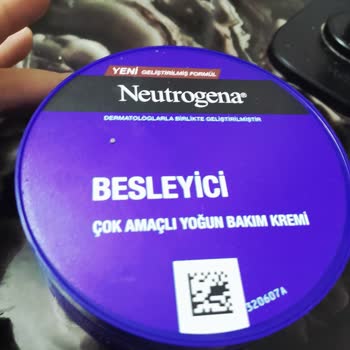 YENİ GELİŞTİRİLMİŞ FORMÜL
Neutrogena®
DERMATOLOGLARLA BİRLİKTE GELİŞTİRİLMİŞTİR
BESLEYİCİ
ÇOK AMAÇLI YOĞUN BAKIM KREMİ
320607A